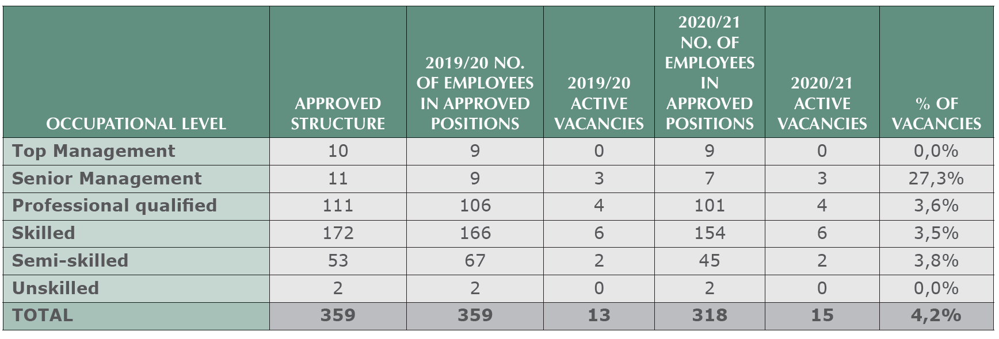 OCCUPATIONAL LEVEL
APPROVED
STRUCTURE
2019/20 NO.
OF EMPLOYEES
IN APPROVED
POSITIONS
2019/20
ACTIVE
VACANCIES
2020/21
NO. OF
EMPLOYEES
IN
APPROVED
POSITIONS
2020/21
ACTIVE
VACANCIES
% OF
VACANCIES
Top Management 10 9 0 9 0 0,0%
Senior Management 11 9 3 7 3 27,3%
Professional qualified 111 106 4 101 4 3,6%
Skilled 172 166 6 154 6 3,5%
Semi-skilled 53 67 2 45 2 3,8%
Unskilled 2 2 0 2 0 0,0%
TOTAL 359 359 13 318 15 4,2%